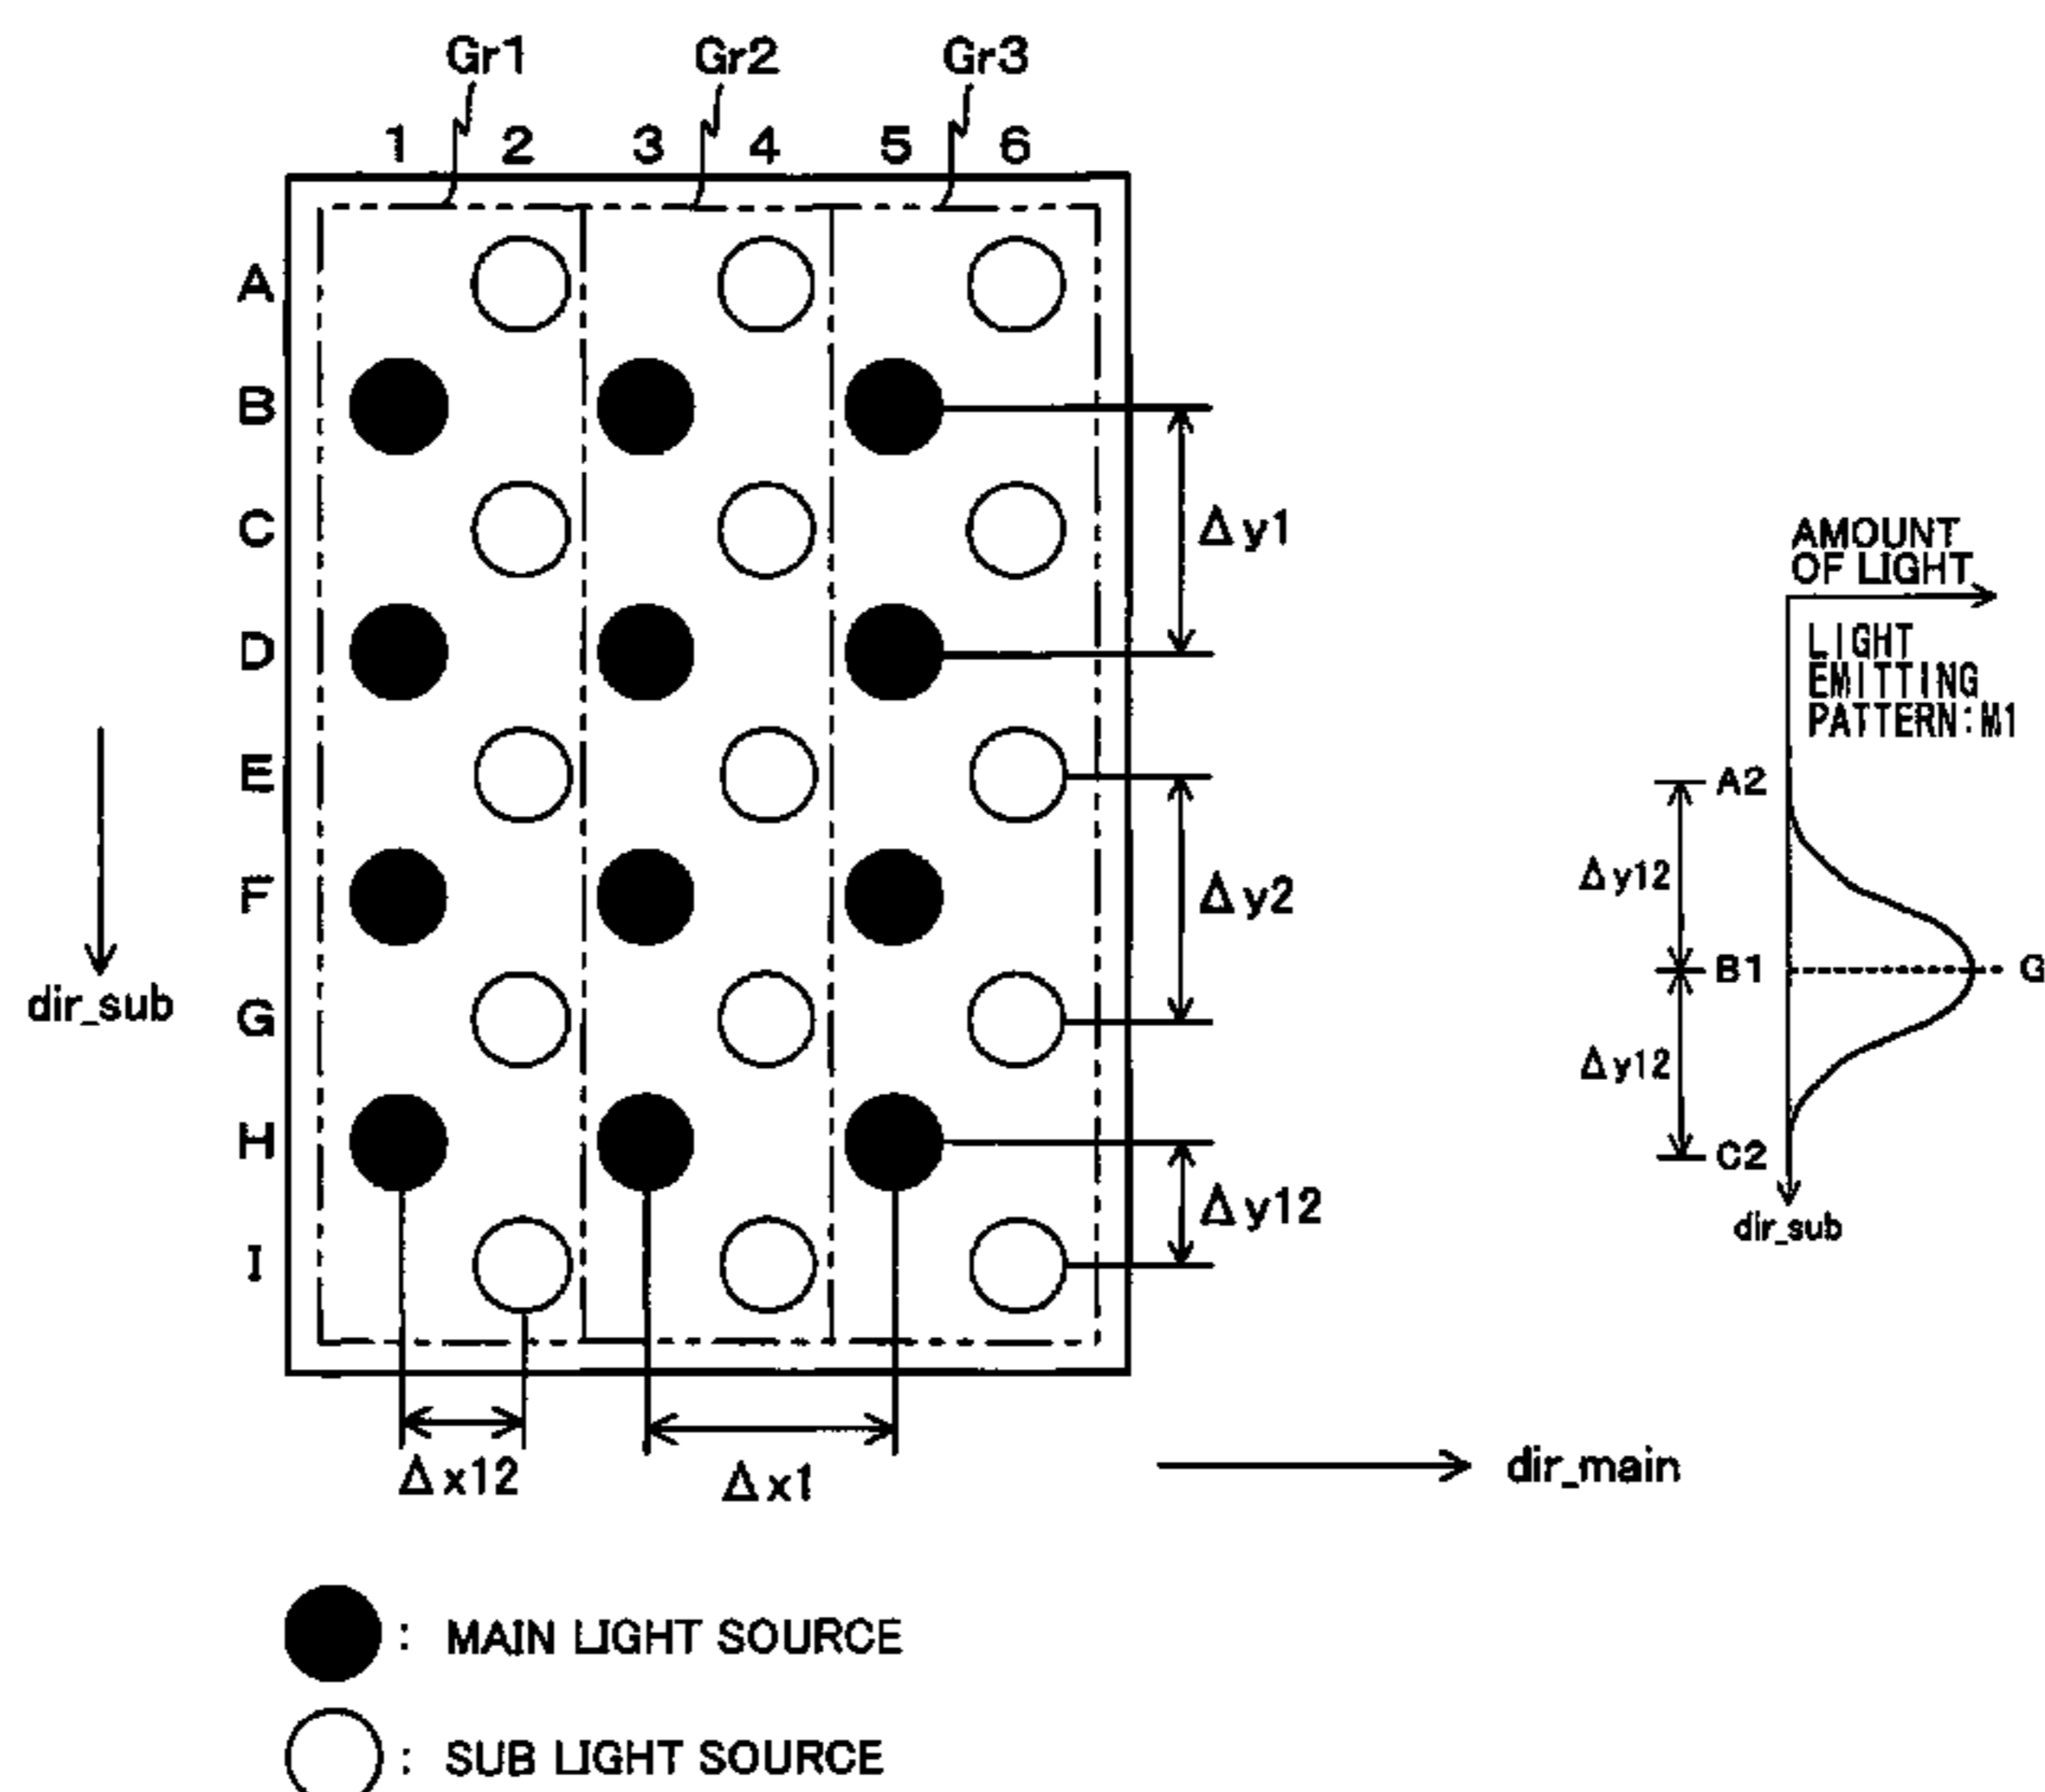 Gr1 Gr2 Gr3
1 2 3 4 5 6
A
B
C
D
E
F
G
H
I
Δy1
Δy2
Δy12
dir_sub
Δx12
Δx1
dir_main
AMOUNT
OF LIGHT
LIGHT
EMITTING
PATTERN:M1
A2
Δy12
B1
G
Δy12
C2
dir_sub
: MAIN LIGHT SOURCE
: SUB LIGHT SOURCE